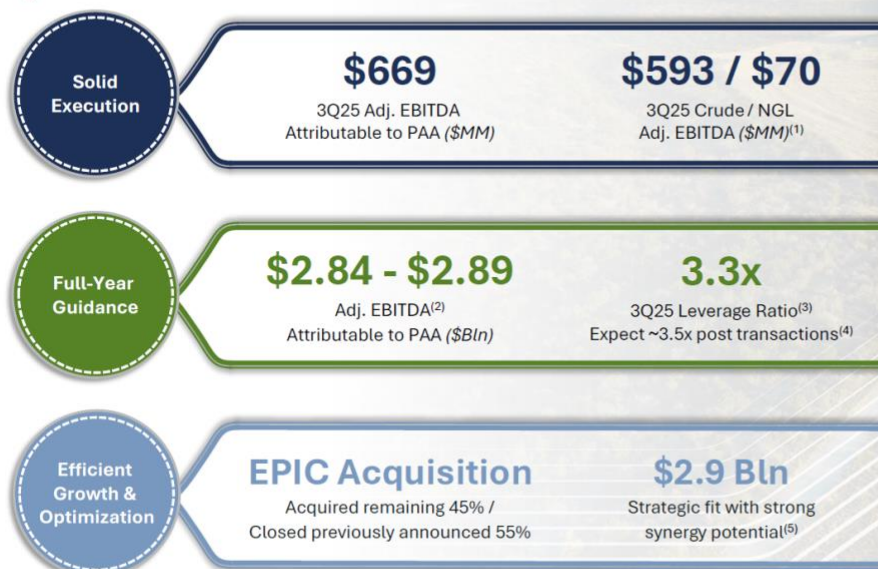 Solid
Execution
$669
3Q25 Adj. EBITDA
Attributable to PAA ($MM)
$593 / $70
3Q25 Crude / NGL
Adj. EBITDA ($MM)(1)
Full-Year
Guidance
$2.84 - $2.89
Adj. EBITDA(2)
Attributable to PAA ($Bln)
3.3x
3Q25 Leverage Ratio(3)
Expect ~3.5x post transactions(4)
Efficient
Growth &
Optimization
EPIC Acquisition
Acquired remaining 45% /
Closed previously announced 55%
$2.9 Bln
Strategic fit with strong
synergy potential(5)